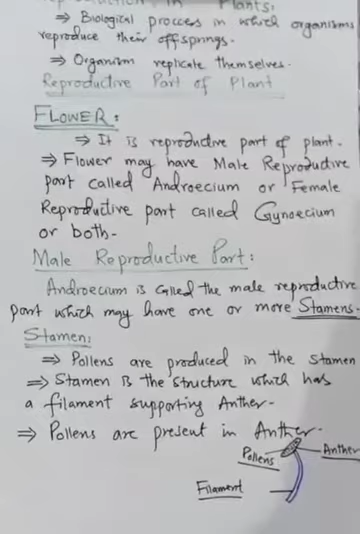 in Plants:
⇒ Biological process in which organisms
reproduce their offsprings.
⇒ Organism replicate themselves.
Reproductive Part of Plant
FLOWER:
⇒ It is reproductive part of plant.
⇒ Flower may have Male Reproductive
part called Androecium or Female
Reproductive part called Gynoecium
or both-
Male Reproductive Part:
Androecium is called the male reproductive
part which may have one or more Stamens.
Stamen:
⇒ Pollens are produced in the stamen
⇒ Stamen is the structure which has
a filament supporting Anther-
⇒ Pollens are present in Anther-
Pollens
Anther
Filament